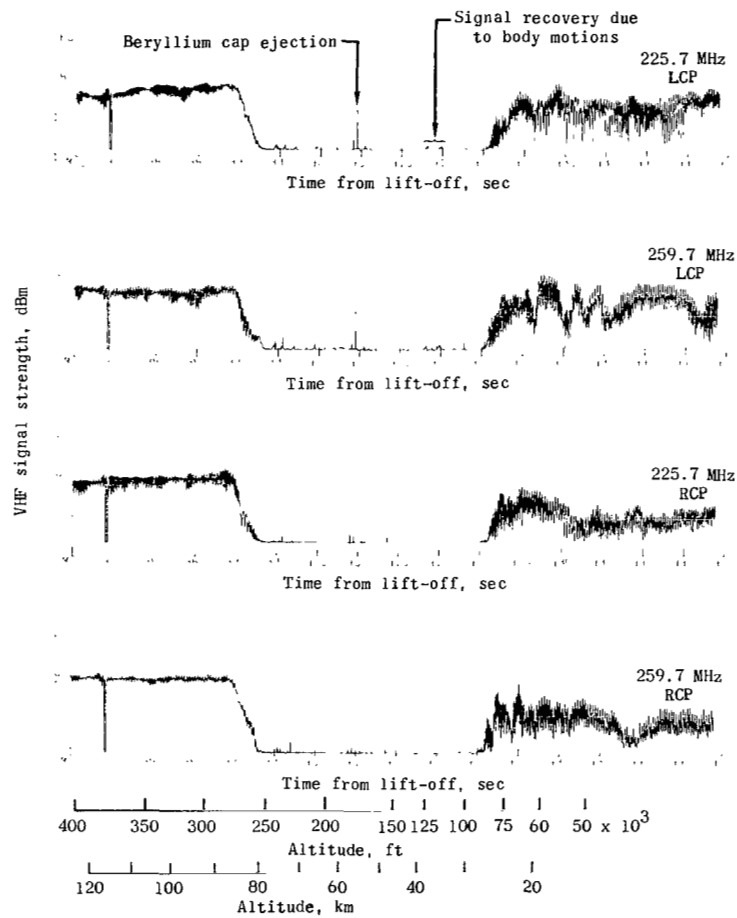 Beryllium cap ejection
Signal recovery due
to body motions
225.7 MHz
LCP
Time from lift-off, sec
259.7 MHz
LCP
Time from lift-off, sec
VHF signal strength, dBm
225.7 MHz
RCP
Time from lift-off, sec
259.7 MHz
RCP
Time from lift-off, sec
400 350 300 250 200 150 125 100 75 60 50 x 10³
Altitude, ft
120 100 80 60 40 20
Altitude, km